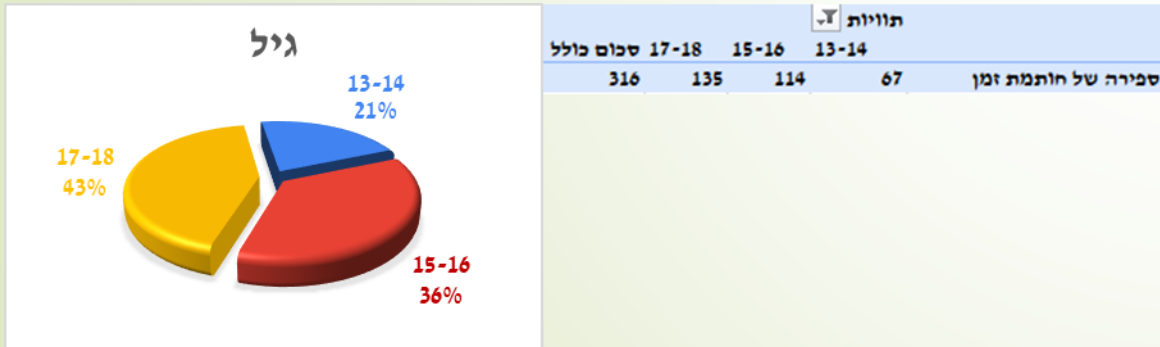 גיל
13-14
21%
17-18
43%
15-16
36%
תוויות
13-14 15-16 17-18 סכום כולל
ספירה של חותמת זמן 67 114 135 316